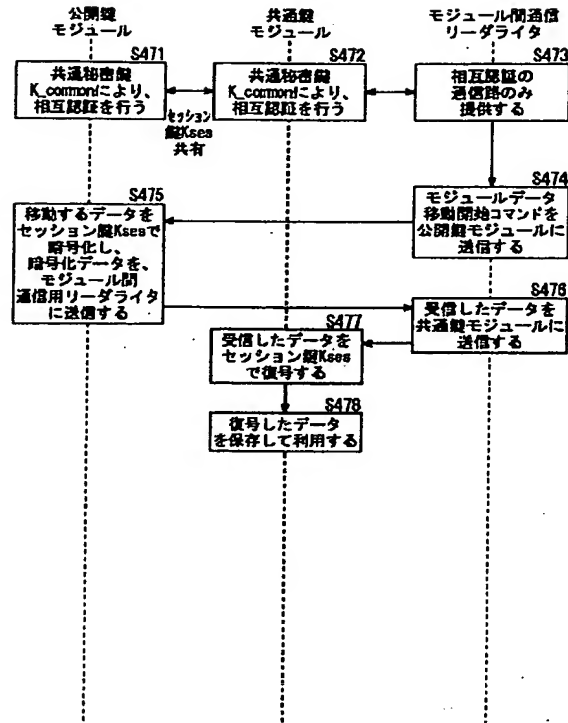 公開鍵
モジュール
共通鍵
モジュール
モジュール間通信
リーダライタ
S471
共通秘密鍵
K_commonにより、
相互認証を行う
セッション
鍵Kses
共有
S472
共通秘密鍵
K_commonにより、
相互認証を行う
S473
相互認証の
通信路のみ
提供する
S474
モジュールデータ
移動開始コマンドを
公開鍵モジュールに
送信する
S475
移動するデータを
セッション鍵Ksesで
暗号化し、
暗号化データを、
モジュール間
通信用リーダライタ
に送信する
S476
受信したデータを
共通鍵モジュールに
送信する
S477
受信したデータを
セッション鍵Kses
で復号する
S478
復号したデータ
を保存して利用する